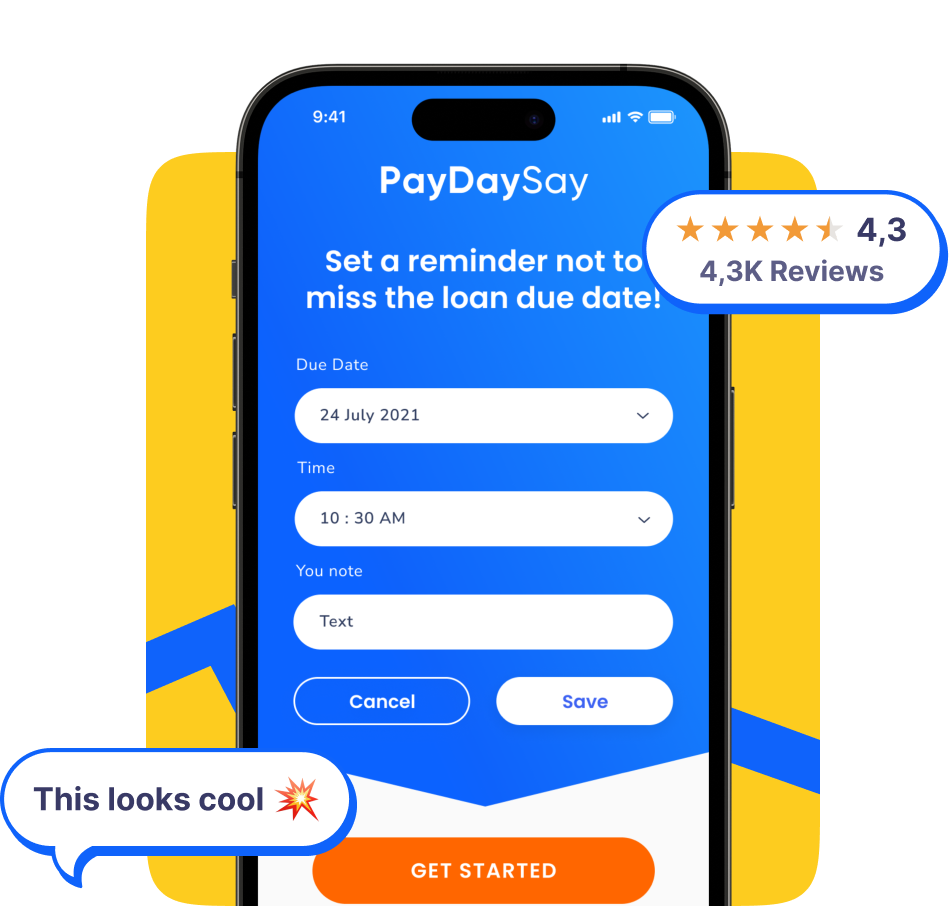 9:41
PayDaySay
4,3
4,3K Reviews
Set a reminder not to
miss the loan due date!
Due Date
24 July 2021
Time
10 : 30 AM
You note
Text
Cancel
Save
This looks cool 💥
GET STARTED